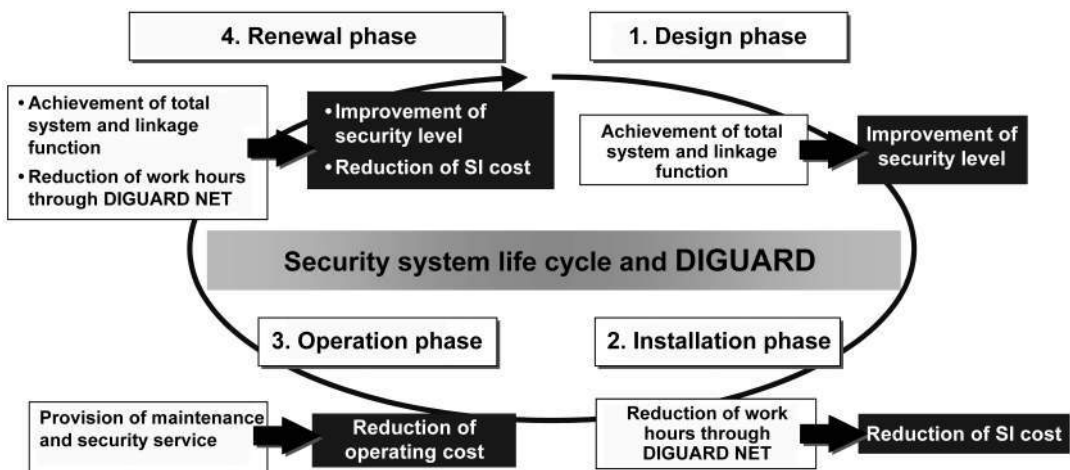 4. Renewal phase
1. Design phase
• Achievement of total
system and linkage
function
• Reduction of work hours
through DIGUARD NET
• Improvement of
security level
• Reduction of SI cost
Achievement of total
system and linkage
function
Improvement of
security level
Security system life cycle and DIGUARD
3. Operation phase
2. Installation phase
Provision of maintenance
and security service
Reduction of
operating cost
Reduction of work
hours through
DIGUARD NET
Reduction of SI cost